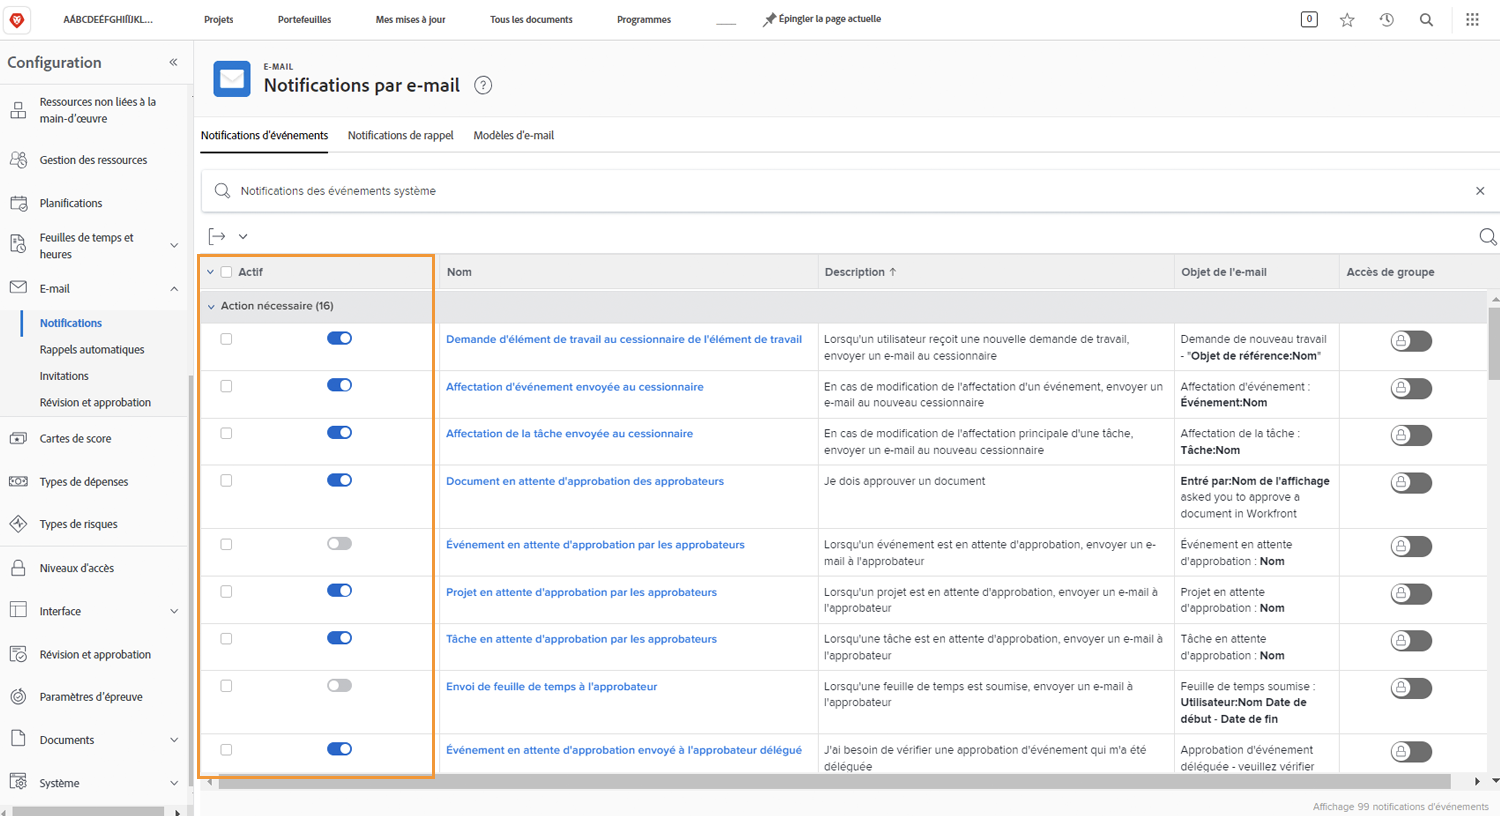 AÁBCDEÉFGHIÍJKL...
Projets
Portefeuilles
Mes mises à jour
Tous les documents
Programmes
Épingler la page actuelle
0
Configuration
Ressources non liées à la
main-d'œuvre
Gestion des ressources
Planifications
Feuilles de temps et
heures
E-mail
Notifications
Rappels automatiques
Invitations
Révision et approbation
Cartes de score
Types de dépenses
Types de risques
Niveaux d'accès
Interface
Révision et approbation
Paramètres d'épreuve
Documents
Système
E-MAIL
Notifications par e-mail
?
Notifications d'événements
Notifications de rappel
Modèles d'e-mail
Notifications des événements système
Actif
Nom
Description ↑
Objet de l'e-mail
Accès de groupe
Action nécessaire (16)
Demande d'élément de travail au cessionnaire de l'élément de travail
Lorsqu'un utilisateur reçoit une nouvelle demande de travail,
envoyer un e-mail au cessionnaire
Demande de nouveau travail
- "Objet de référence:Nom"
Affectation d'événement envoyée au cessionnaire
En cas de modification de l'affectation d'un événement, envoyer un
e-mail au nouveau cessionnaire
Affectation d'événement :
Événement:Nom
Affectation de la tâche envoyée au cessionnaire
En cas de modification de l'affectation principale d'une tâche,
envoyer un e-mail au nouveau cessionnaire
Affectation de la tâche :
Tâche:Nom
Document en attente d'approbation des approbateurs
Je dois approuver un document
Entré par:Nom de l'affichage
asked you to approve a
document in Workfront
Événement en attente d'approbation par les approbateurs
Lorsqu'un événement est en attente d'approbation, envoyer un e-
mail à l'approbateur
Événement en attente
d'approbation : Nom
Projet en attente d'approbation par les approbateurs
Lorsqu'un projet est en attente d'approbation, envoyer un e-mail à
l'approbateur
Projet en attente
d'approbation : Nom
Tâche en attente d'approbation par les approbateurs
Lorsqu'une tâche est en attente d'approbation, envoyer un e-mail à
l'approbateur
Tâche en attente
d'approbation : Nom
Envoi de feuille de temps à l'approbateur
Lorsqu'une feuille de temps est soumise, envoyer un e-mail à
l'approbateur
Feuille de temps soumise :
Utilisateur:Nom Date de
début - Date de fin
Événement en attente d'approbation envoyé à l'approbateur délégué
J'ai besoin de vérifier une approbation d'événement qui m'a été
déléguée
Approbation d'événement
déléguée - veuillez vérifier
Affichage 99 notifications d'événements